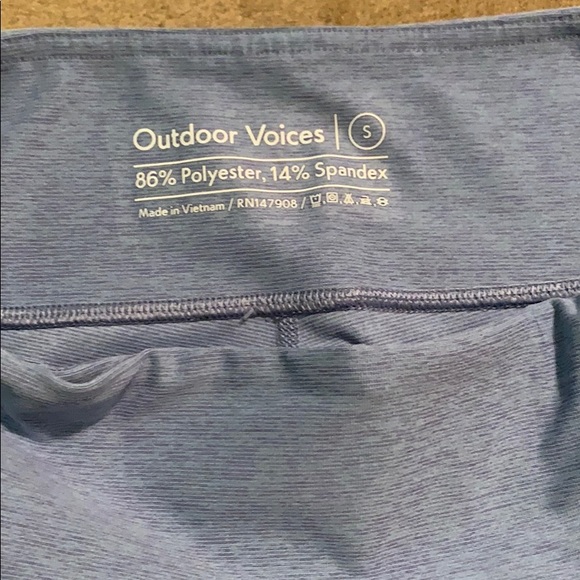 Outdoor Voices | S
86% Polyester, 14% Spandex
Made in Vietnam / RN147908 /